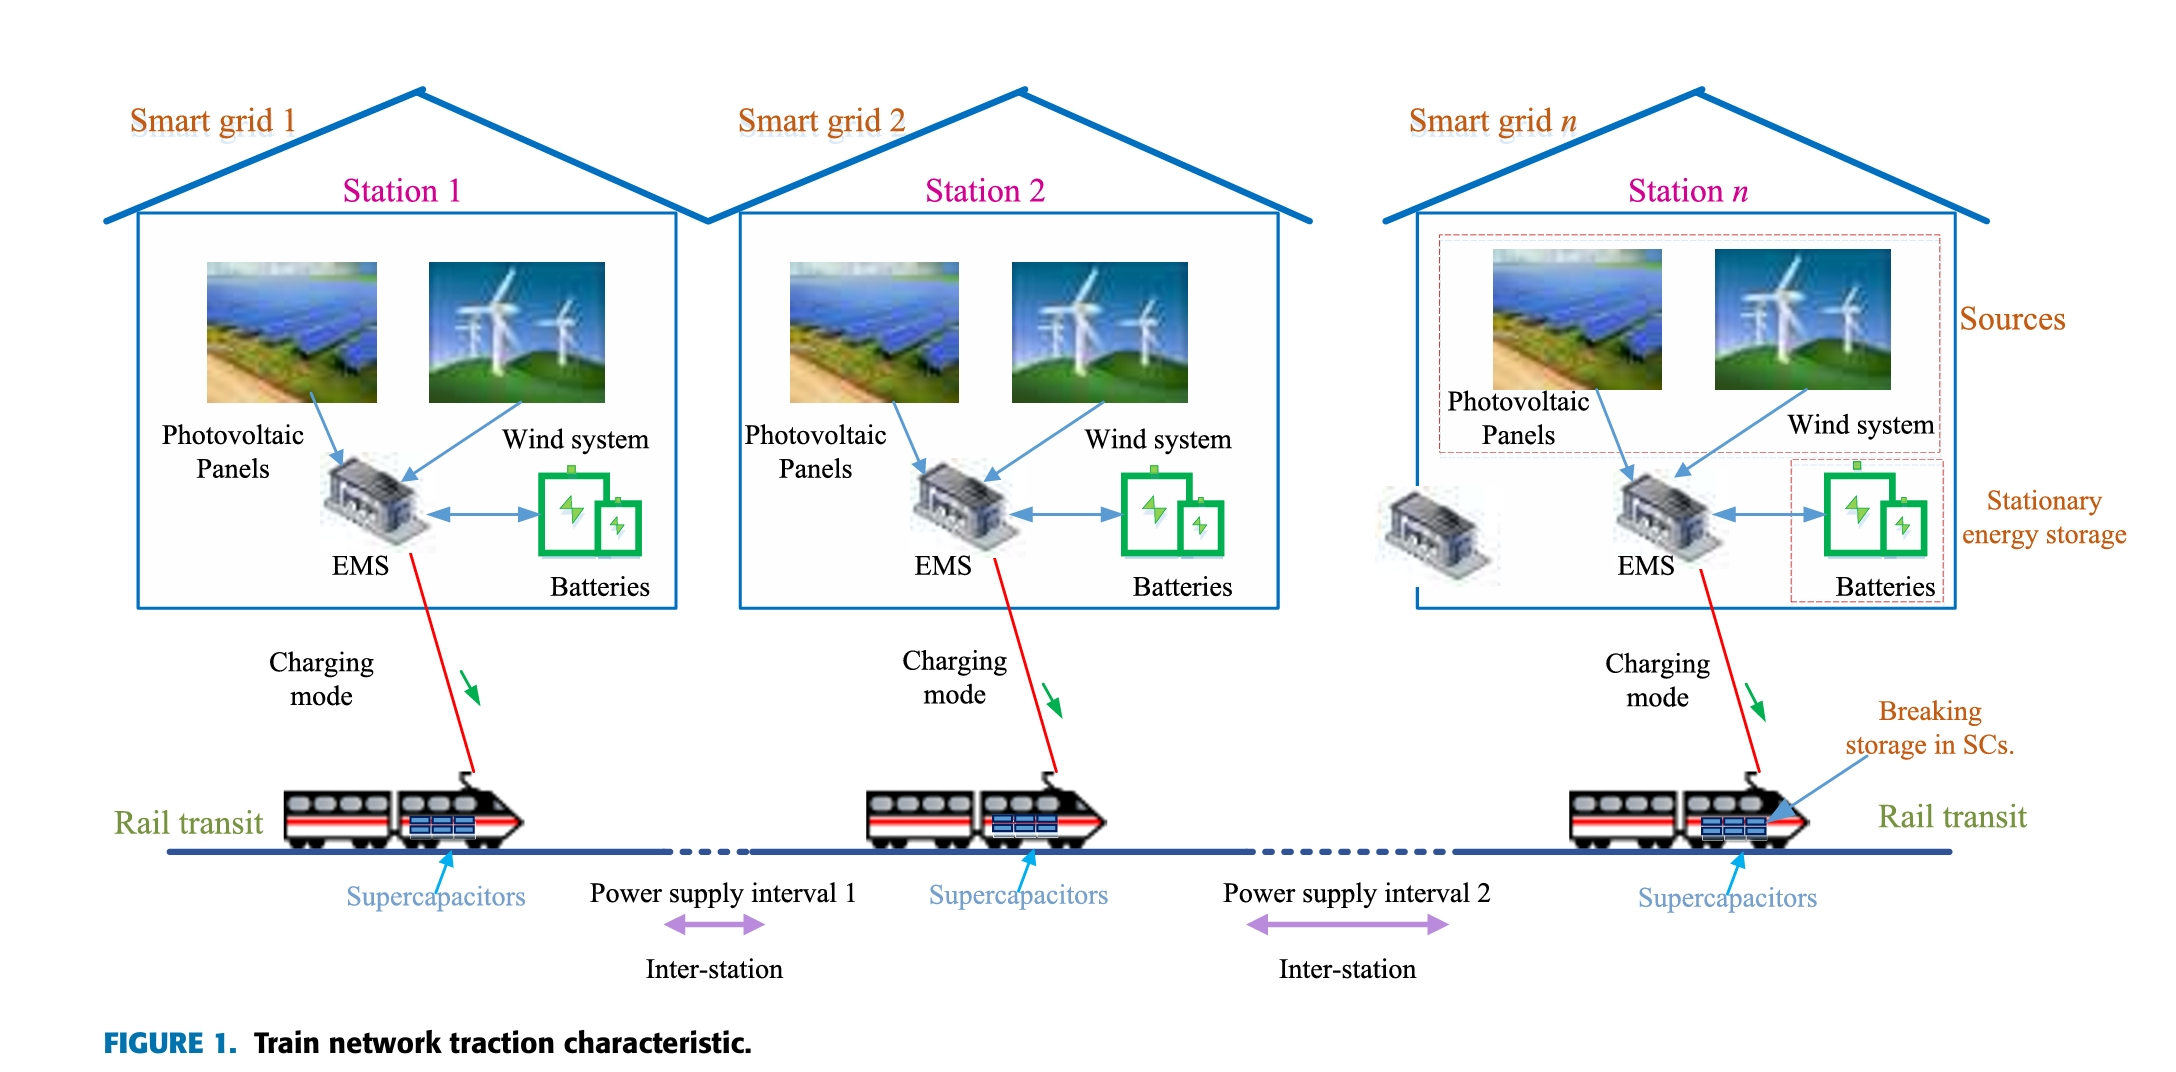 Smart grid 1
Station 1
Photovoltaic
Panels
Wind system
EMS
Batteries
Charging
mode
Smart grid 2
Station 2
Photovoltaic
Panels
Wind system
EMS
Batteries
Charging
mode
Smart grid n
Station n
Sources
Photovoltaic
Panels
Wind system
Stationary
energy storage
EMS
Batteries
Charging
mode
Breaking
storage in SCs.
Rail transit
Rail transit
Supercapacitors
Power supply interval 1
Supercapacitors
Power supply interval 2
Supercapacitors
Inter-station
Inter-station
FIGURE 1. Train network traction characteristic.